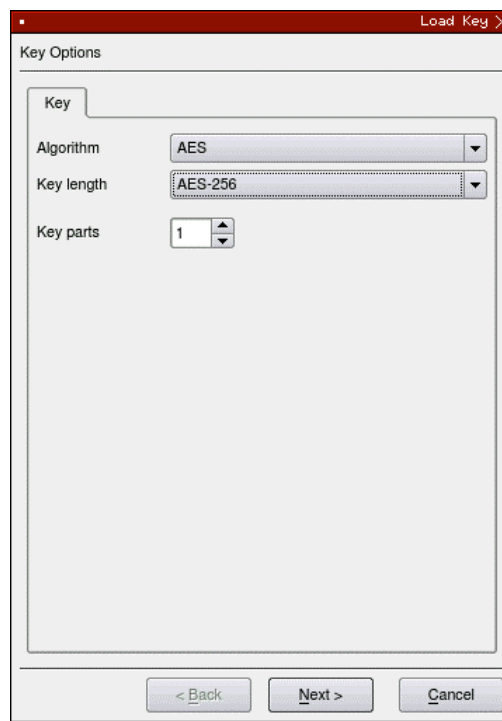 Load Key
Key Options
Key
Algorithm AES
Key length AES-256
Key parts 1
< Back Next > Cancel